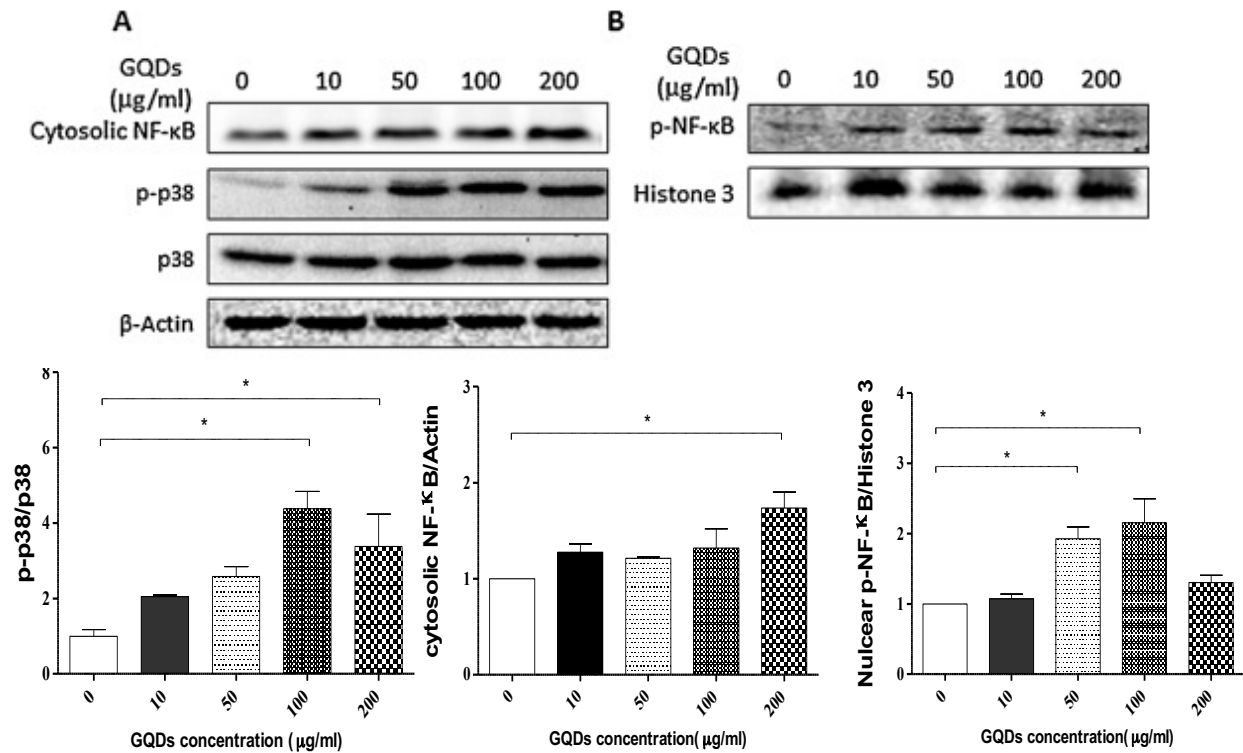 A
GQDs (μg/ml) 0 10 50 100 200
Cytosolic NF-κB
p-p38
p38
β-Actin
B
GQDs (μg/ml) 0 10 50 100 200
p-NF-κB
Histone 3
p-p38/p38
8
6
4
2
0
*
*
0 10 50 100 200
GQDs concentration ( μg/ml)
cytosolic NF-κB/Actin
3
2
1
0
*
0 10 50 100 200
GQDs concentration( μg/ml)
Nulcear p-NF-κB/Histone 3
4
3
2
1
0
*
*
0 10 50 100 200
GQDs concentration( μg/ml)